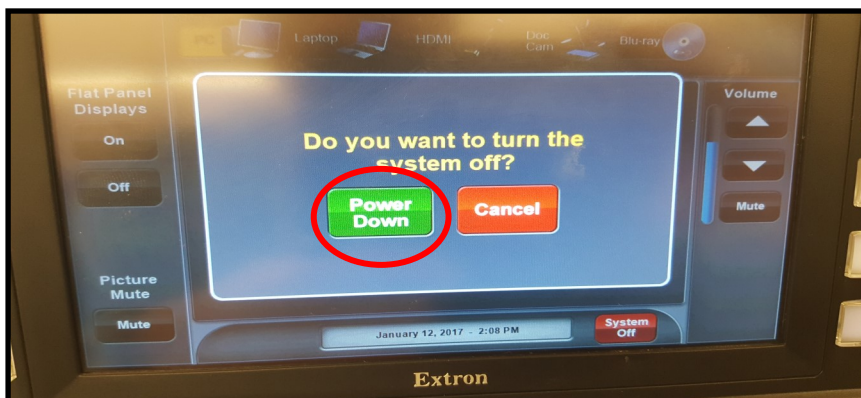 PC
Laptop
HDMI
Doc
Cam
Blu-ray
Flat Panel
Displays
On
Off
Picture
Mute
Mute
Do you want to turn the
system off?
Power
Down
Cancel
Volume
Mute
January 12, 2017 - 2:08 PM
System
Off
Extron